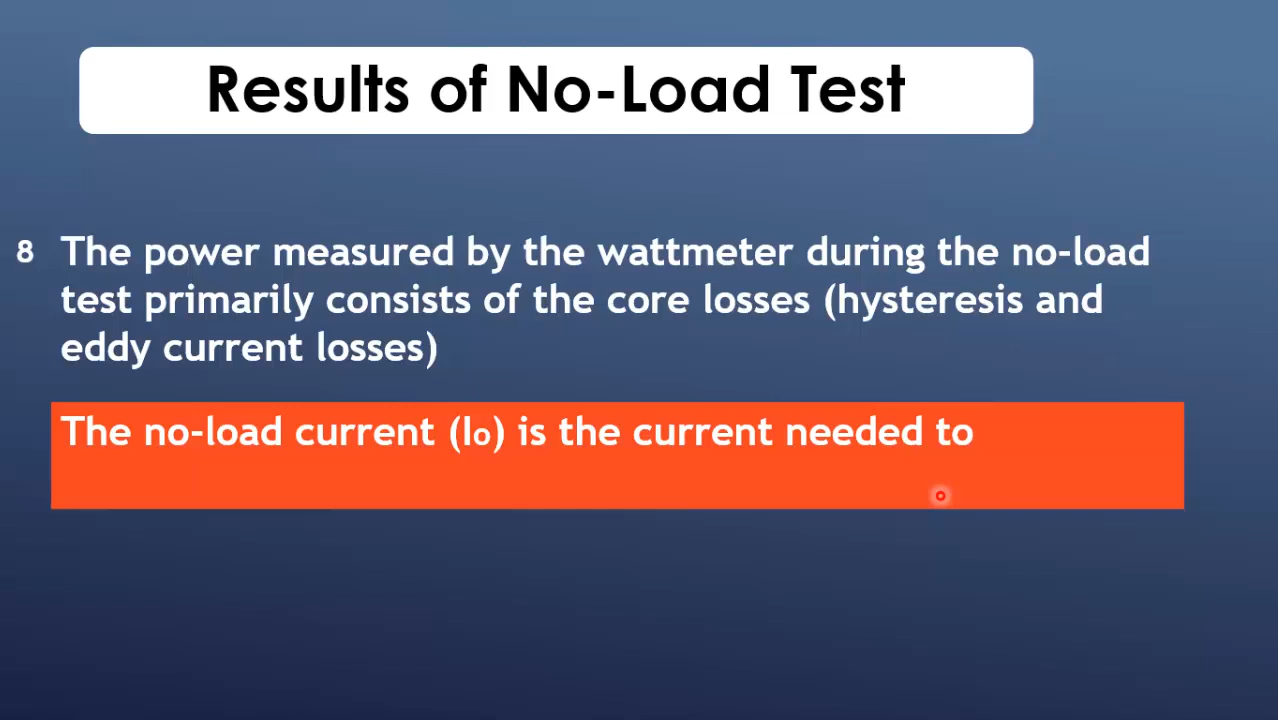 Results of No-Load Test
8 The power measured by the wattmeter during the no-load
test primarily consists of the core losses (hysteresis and
eddy current losses)
The no-load current (Io) is the current needed to